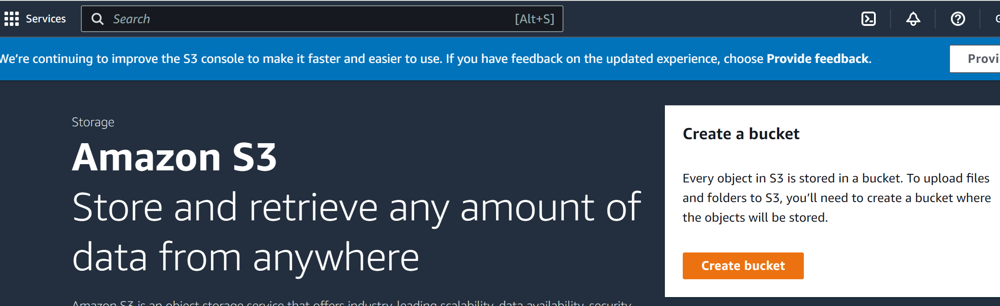 Services
Search [Alt+S]
We're continuing to improve the S3 console to make it faster and easier to use. If you have feedback on the updated experience, choose Provide feedback.
Storage
Amazon S3
Store and retrieve any amount of
data from anywhere
Amazon S3 is an object storage service that offers industry-leading scalability, data availability, security,
Create a bucket
Every object in S3 is stored in a bucket. To upload files
and folders to S3, you'll need to create a bucket where
the objects will be stored.
Create bucket